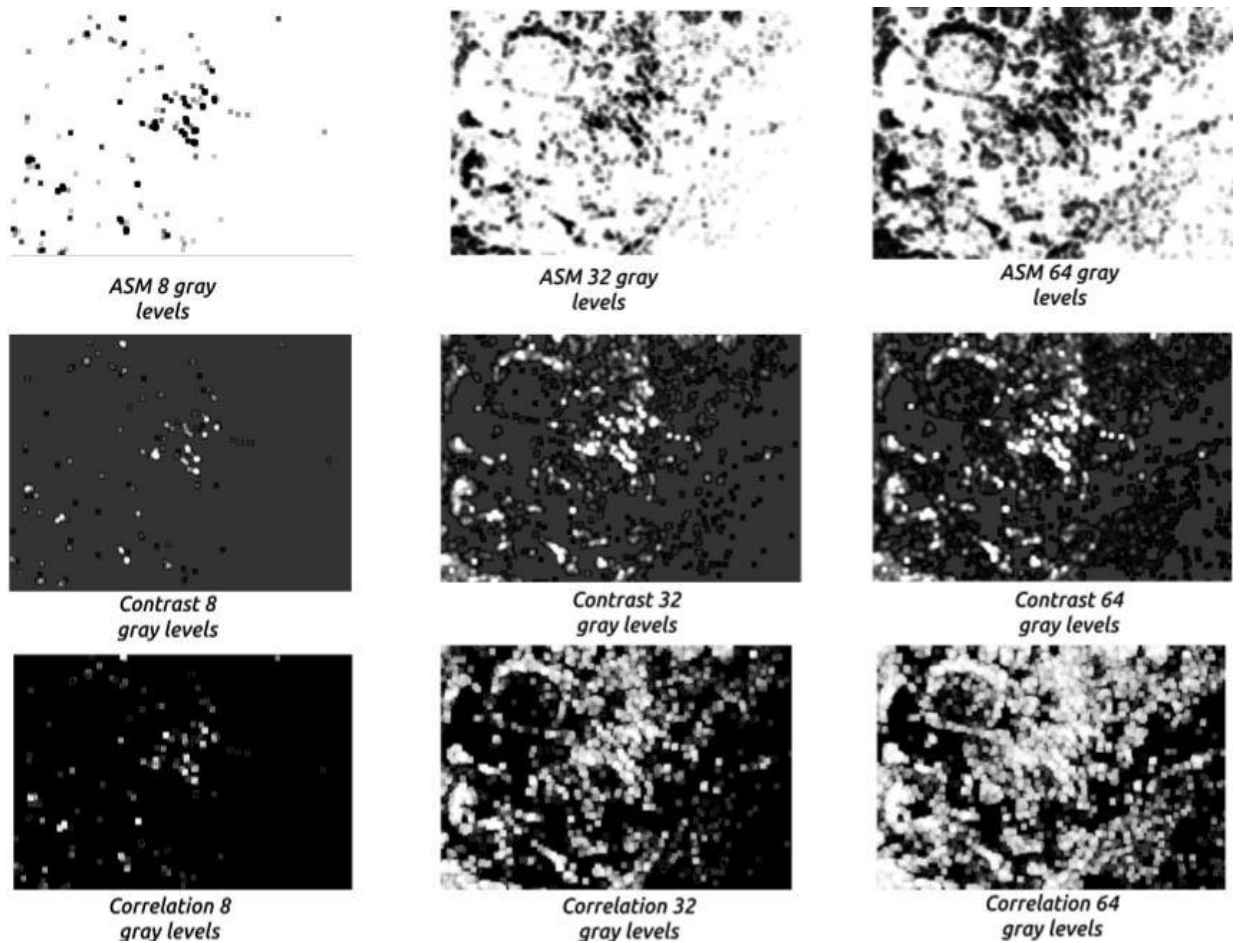 ASM 8 gray
levels
ASM 32 gray
levels
ASM 64 gray
levels
Contrast 8
gray levels
Contrast 32
gray levels
Contrast 64
gray levels
Correlation 8
gray levels
Correlation 32
gray levels
Correlation 64
gray levels